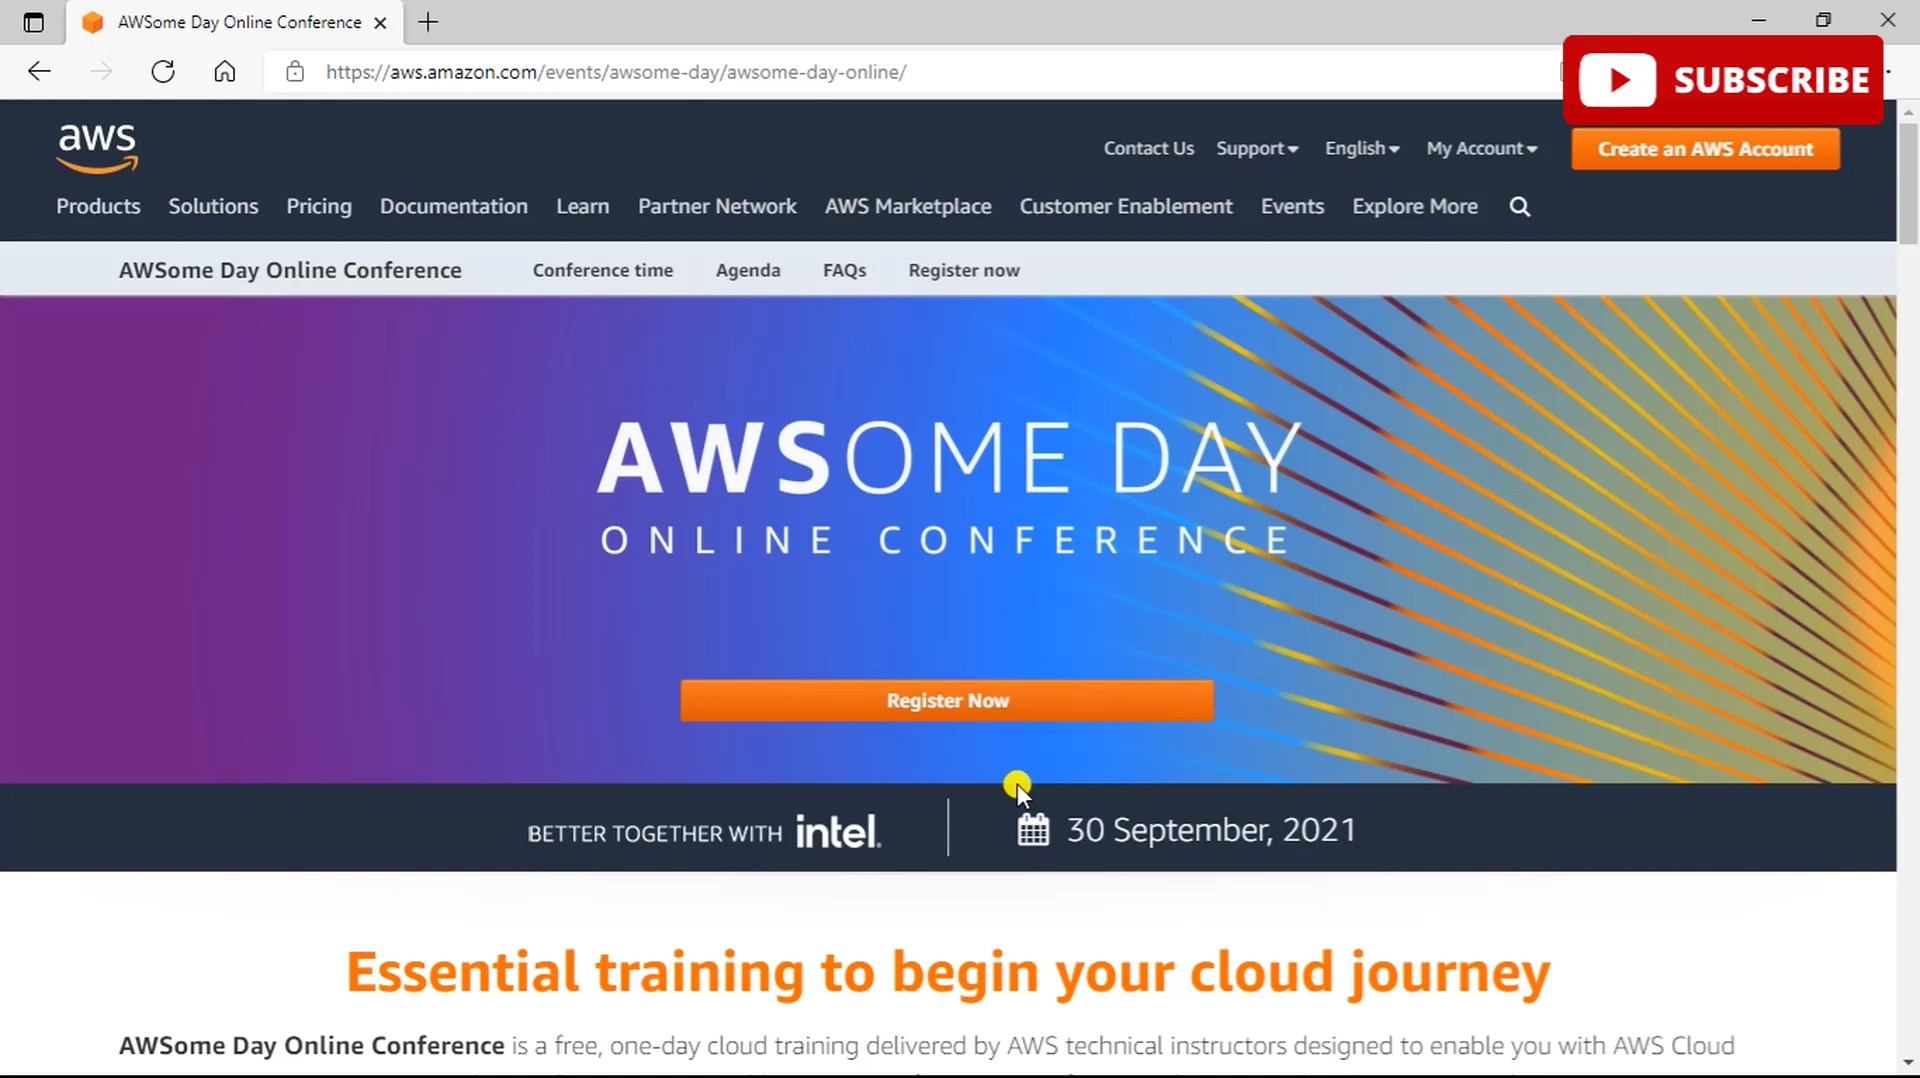 AWSome Day Online Conference
https://aws.amazon.com/events/awsome-day/awsome-day-online/
SUBSCRIBE
aws
Contact Us Support English My Account Create an AWS Account
Products Solutions Pricing Documentation Learn Partner Network AWS Marketplace Customer Enablement Events Explore More
AWSome Day Online Conference Conference time Agenda FAQs Register now
AWSOME DAY
ONLINE CONFERENCE
Register Now
BETTER TOGETHER WITH intel. 30 September, 2021
Essential training to begin your cloud journey
AWSome Day Online Conference is a free, one-day cloud training delivered by AWS technical instructors designed to enable you with AWS Cloud